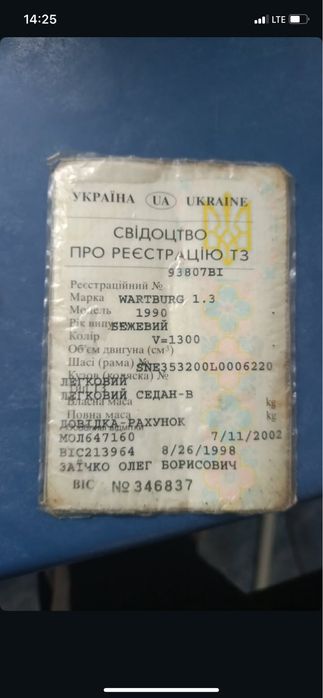 14:25
LTE
УКРАЇНА UA UKRAINE
СВІДОЦТВО
ПРО РЕЄСТРАЦІЮ ТЗ
93807ВІ
Реєстраційний №
Марка WARTBURG 1.3
Модель 1990
Рік випуску БЕЖЕВИЙ
Колір V=1300
Об'єм двигуна (см³)
Шасі (рама) № SNE353200L0006220
Кузов (коляска) №
ЛЕГКОВИЙ
ЛЕГКОВИЙ СЕДАН-В
Власна маса kg
Повна маса kg
ДОВІДКА-РАХУНОК
МОЛ647160 7/11/2002
ВІС213964 8/26/1998
ЗАЇЧКО ОЛЕГ БОРИСОВИЧ
ВІС № 346837